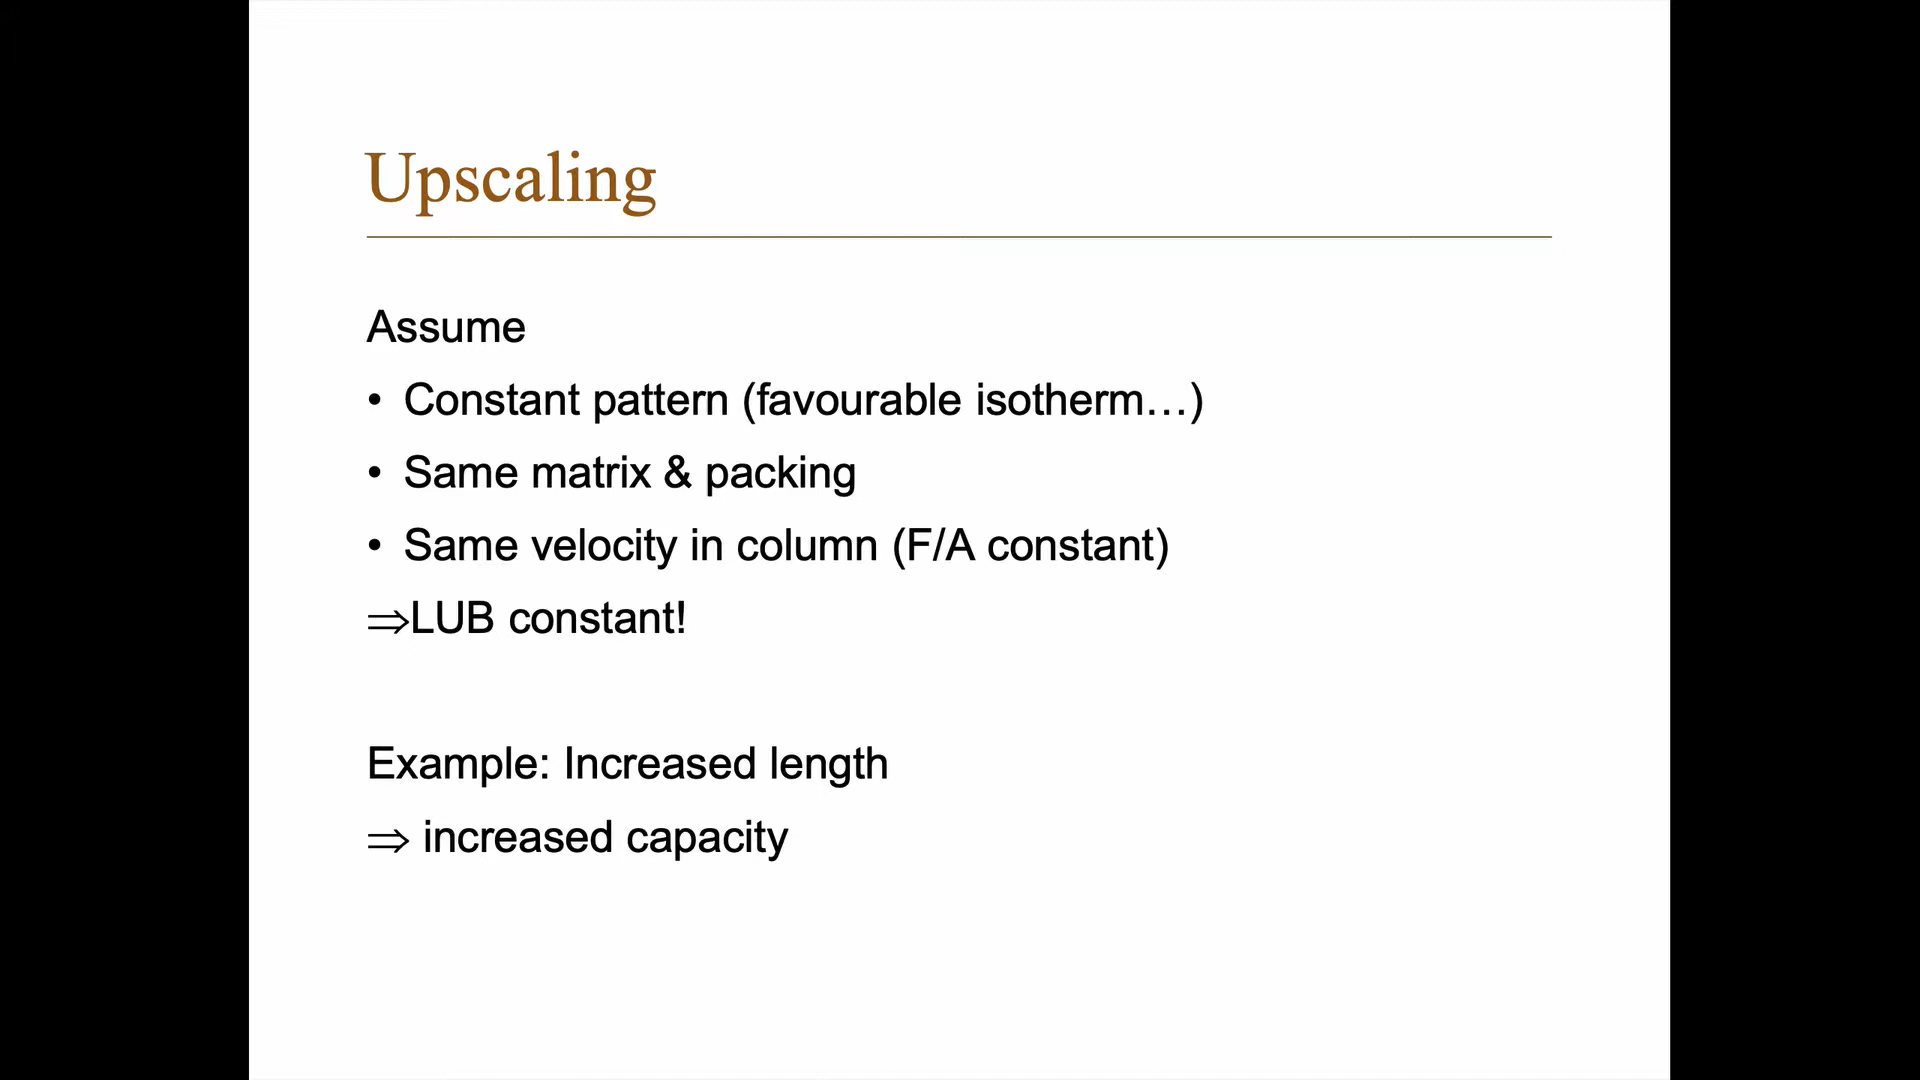 Upscaling
Assume
• Constant pattern (favourable isotherm…)
• Same matrix & packing
• Same velocity in column (F/A constant)
⇒LUB constant!
Example: Increased length
⇒ increased capacity